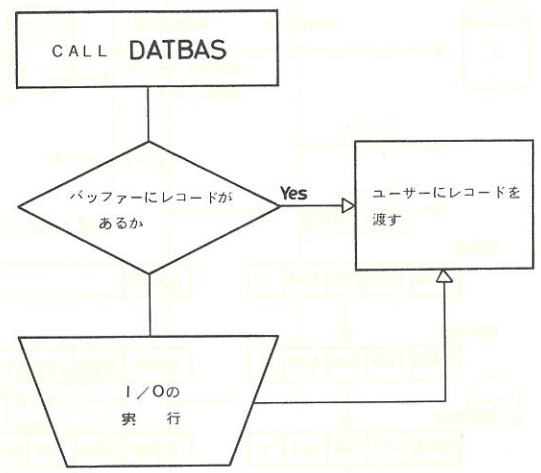 CALL DATBAS
バッファーにレコードが
あるか
Yes
ユーザーにレコードを
渡す
I/Oの
実 行